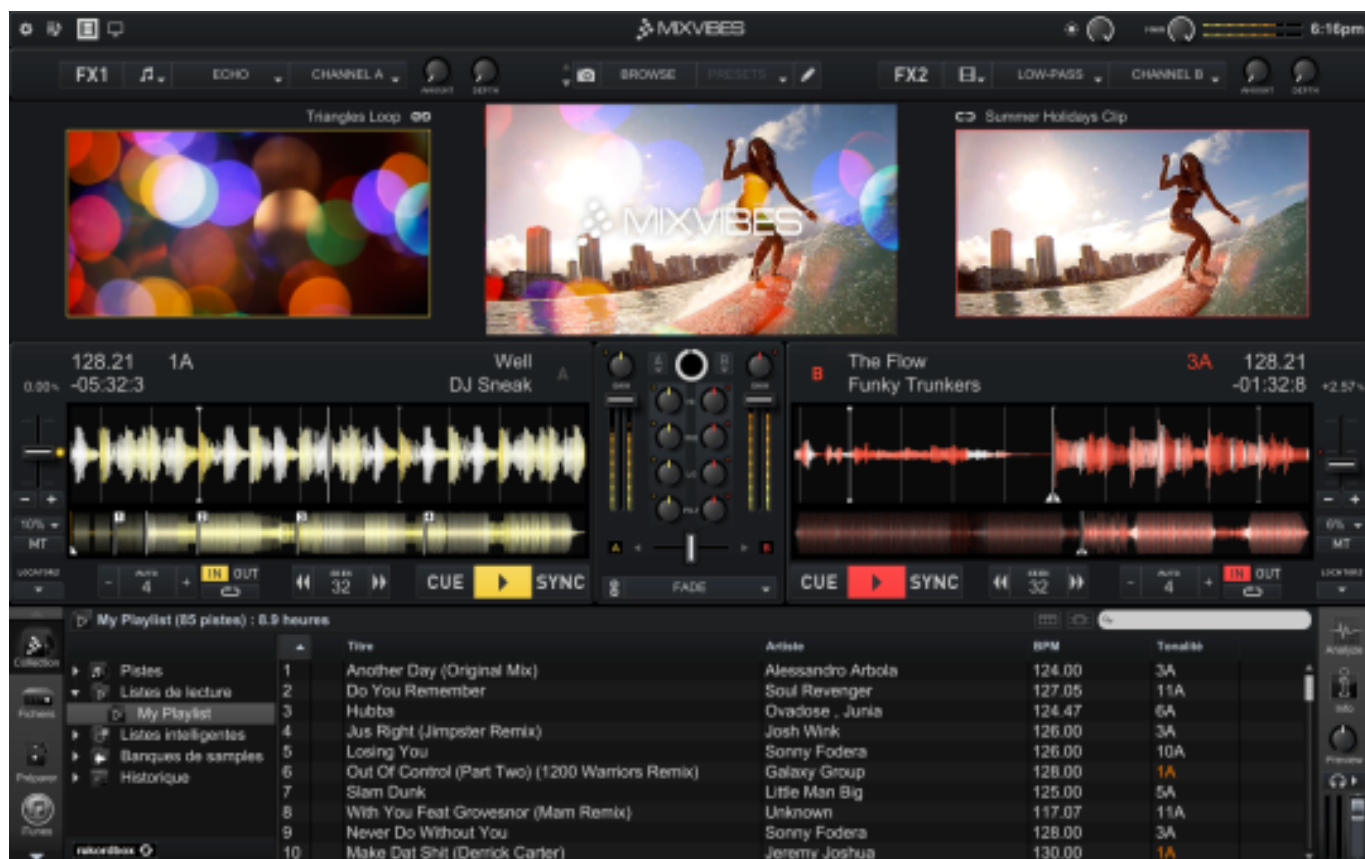 MIXVIBES
6:16pm
FX1 ECHO CHANNEL A AMOUNT DEPTH BROWSE PRESETS FX2 LOW-PASS CHANNEL B AMOUNT DEPTH
Triangles Loop
Summer Holidays Clip
MIXVIBES
128.21 1A Well
0.00% -05:32:3 DJ Sneak A
A B
B The Flow 3A 128.21
Funky Trunkers -01:32:8 +2.57%
10%
MT
6%
MT
A B
- AUTO 4 + IN OUT 32 CUE SYNC
FADE
CUE SYNC 32 - AUTO 4 + IN OUT
My Playlist (85 pistes) : 8.9 heures
Collection
Fichiers
Préparer
iTunes
Pistes
Listes de lecture
My Playlist
Listes intelligentes
Banques de samples
Historique
rekordbox
Titre Artiste BPM Tonalité
1 Another Day (Original Mix) Alessandro Arbola 124.00 3A
2 Do You Remember Soul Revenger 127.05 11A
3 Hubba Ovadose , Junia 124.47 6A
4 Jus Right (Jimpster Remix) Josh Wink 126.00 3A
5 Losing You Sonny Fodera 126.00 10A
6 Out Of Control (Part Two) (1200 Warriors Remix) Galaxy Group 128.00 1A
7 Slam Dunk Little Man Big 125.00 5A
8 With You Feat Grovesnor (Mam Remix) Unknown 117.07 11A
9 Never Do Without You Sonny Fodera 128.00 3A
10 Make Dat Shit (Derrick Carter) Jeremy Joshua 130.00 1A
Analyze
Info
Preview